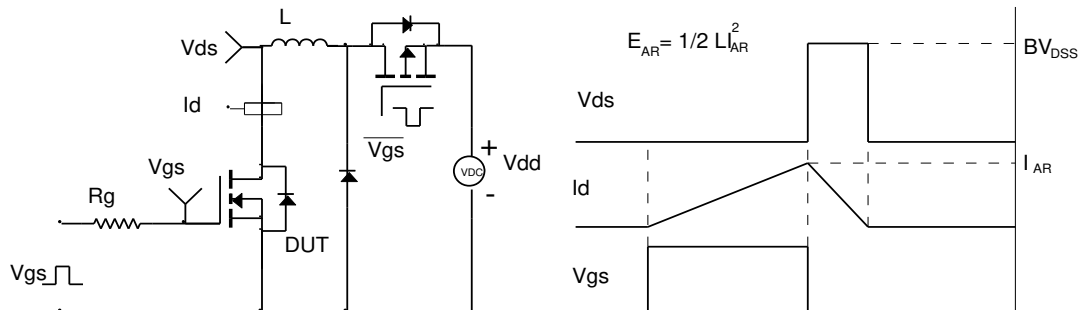 L
Vds
Id
Vgs
Rg
DUT
Vgs
Vgs
VDC
+
-
Vdd
E_AR = 1/2 LI_AR^2
BV_DSS
Vds
I_AR
Id
Vgs